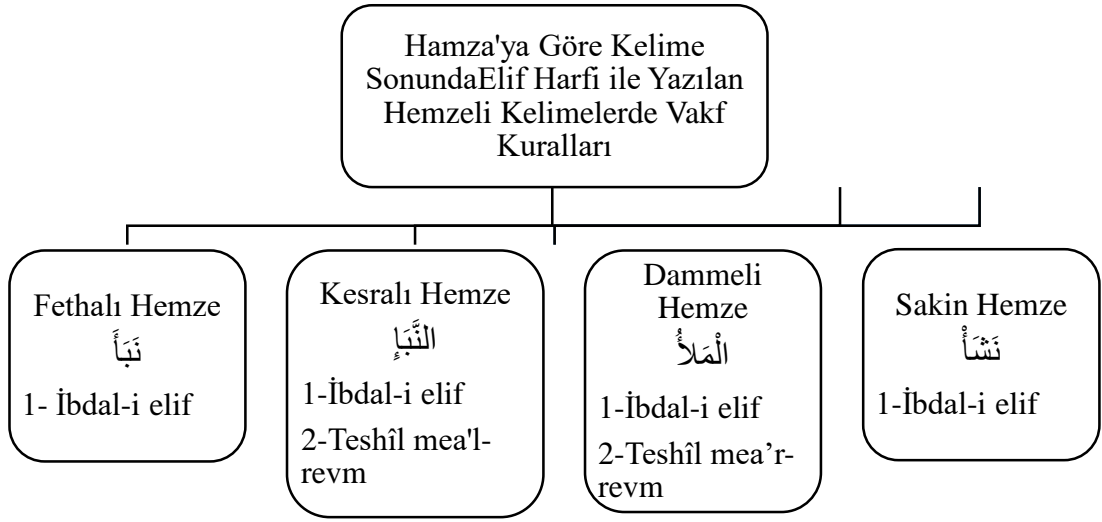 Hamza'ya Göre Kelime
SonundaElif Harfi ile Yazılan
Hemzeli Kelimelerde Vakf
Kuralları
Fethalı Hemze
نَبَأَ
1- İbdal-i elif
Kesralı Hemze
النَّبَإِ
1-İbdal-i elif
2-Teshîl mea'l-
revm
Dammeli
Hemze
الْمَلأُ
1-İbdal-i elif
2-Teshîl mea’r-
revm
Sakin Hemze
نَشَأْ
1-İbdal-i elif